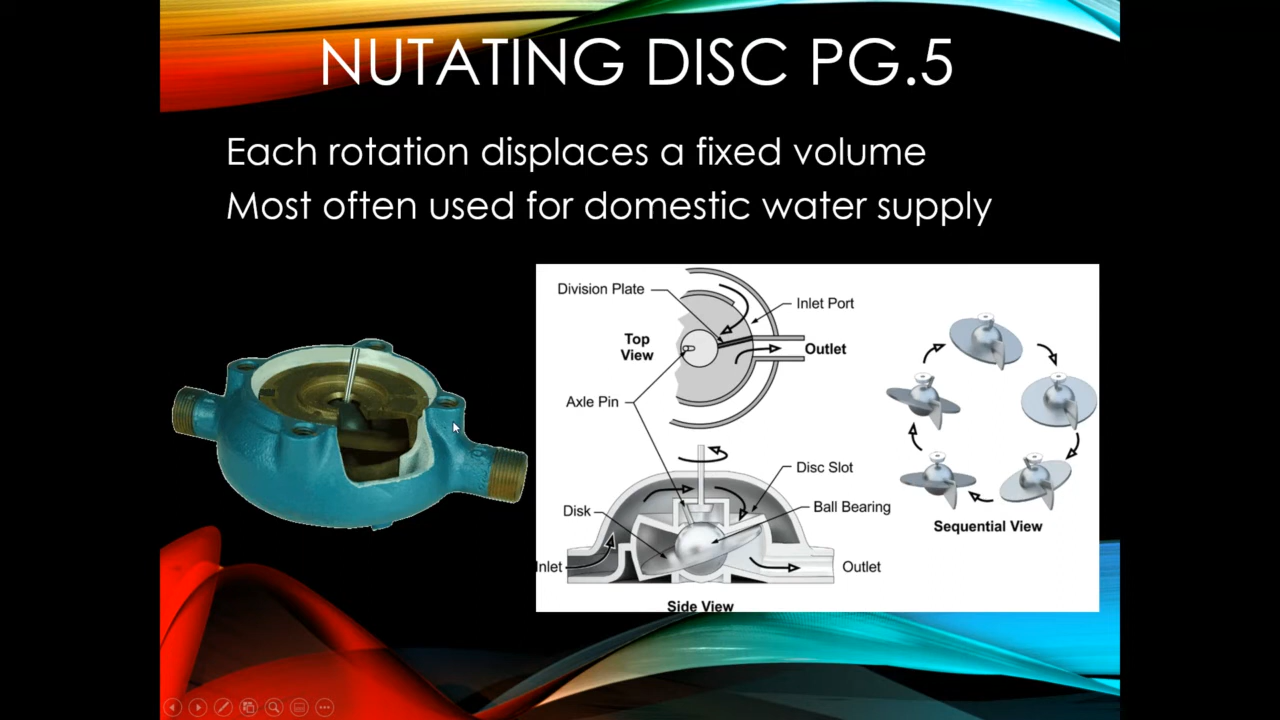 NUTATING DISC PG.5
Each rotation displaces a fixed volume
Most often used for domestic water supply
Division Plate
Inlet Port
Top
View
Outlet
Axle Pin
Disc Slot
Disk
Ball Bearing
Inlet
Outlet
Side View
Sequential View